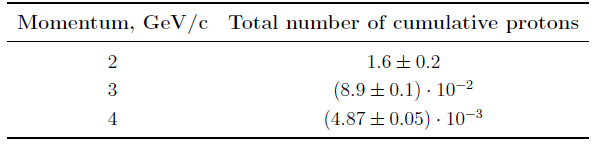 Momentum, GeV/c Total number of cumulative protons
2 1.6 ± 0.2
3 (8.9 ± 0.1) · 10⁻²
4 (4.87 ± 0.05) · 10⁻³